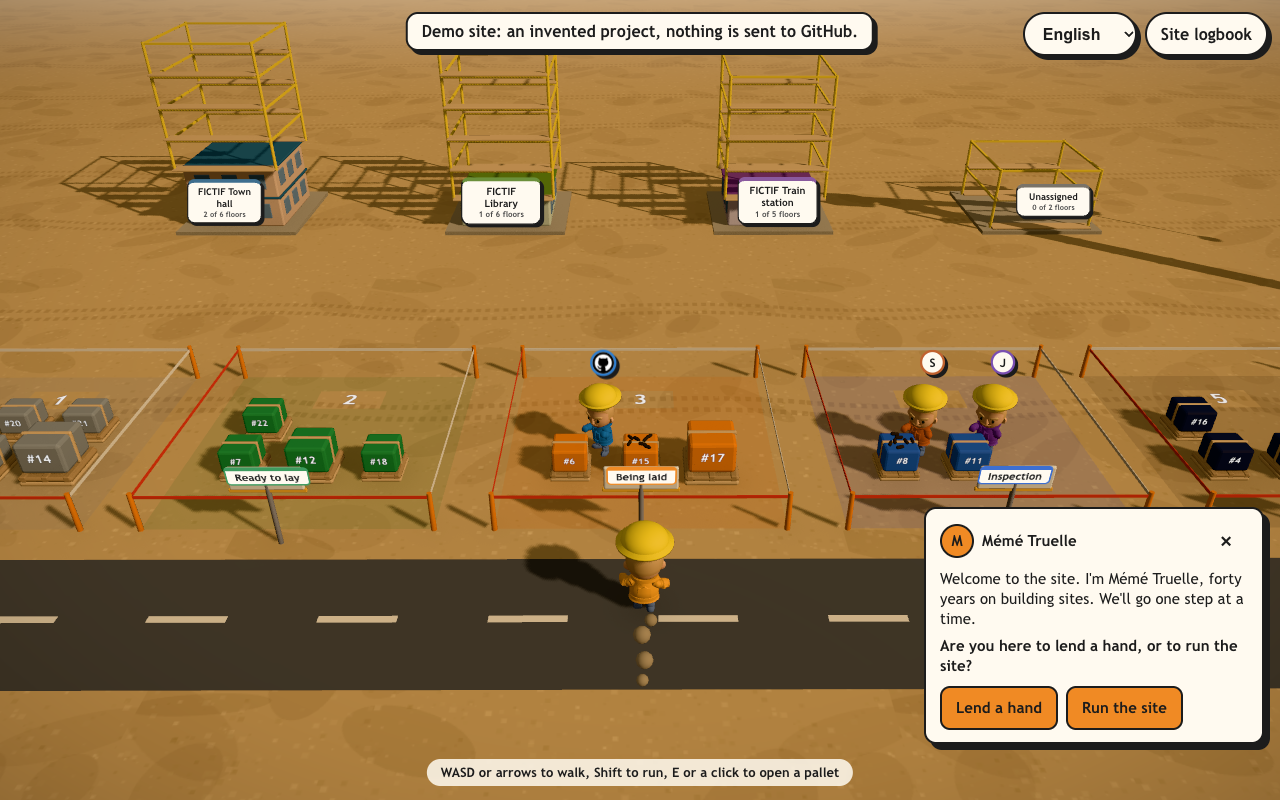 Demo site: an invented project, nothing is sent to GitHub.
English
Site logbook
FICTIF Town
hall
2 of 6 floors
FICTIF
Library
1 of 6 floors
FICTIF Train
station
1 of 5 floors
Unassigned
0 of 2 floors
1
2
3
5
S
J
#20
#14
#22
#7
#12
#18
#6
#15
#17
#8
#11
#16
#4
Ready to lay
Being laid
Inspection
M
Mémé Truelle
Welcome to the site. I'm Mémé Truelle, forty
years on building sites. We'll go one step at a
time.
Are you here to lend a hand, or to run the
site?
Lend a hand
Run the site
WASD or arrows to walk, Shift to run, E or a click to open a pallet